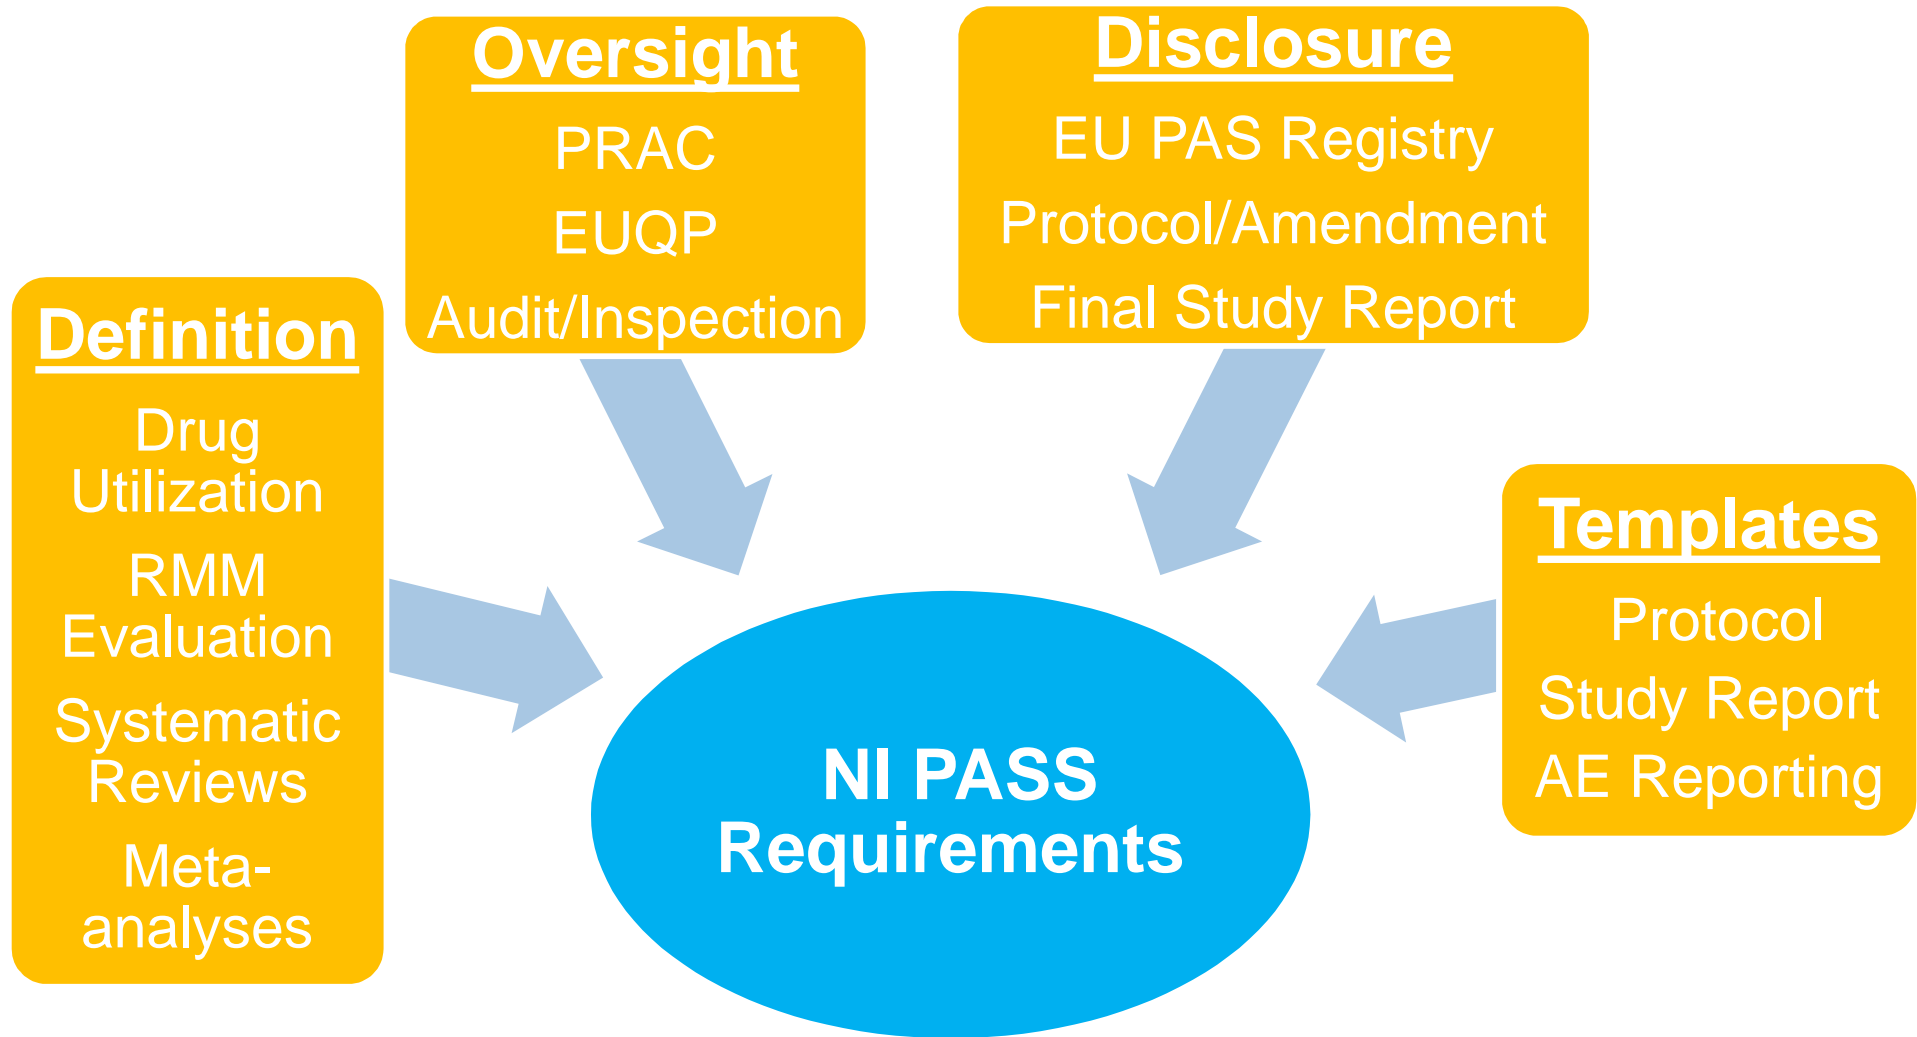 Definition
Drug
Utilization
RMM
Evaluation
Systematic
Reviews
Meta-
analyses
Oversight
PRAC
EUQP
Audit/Inspection
Disclosure
EU PAS Registry
Protocol/Amendment
Final Study Report
Templates
Protocol
Study Report
AE Reporting
NI PASS
Requirements